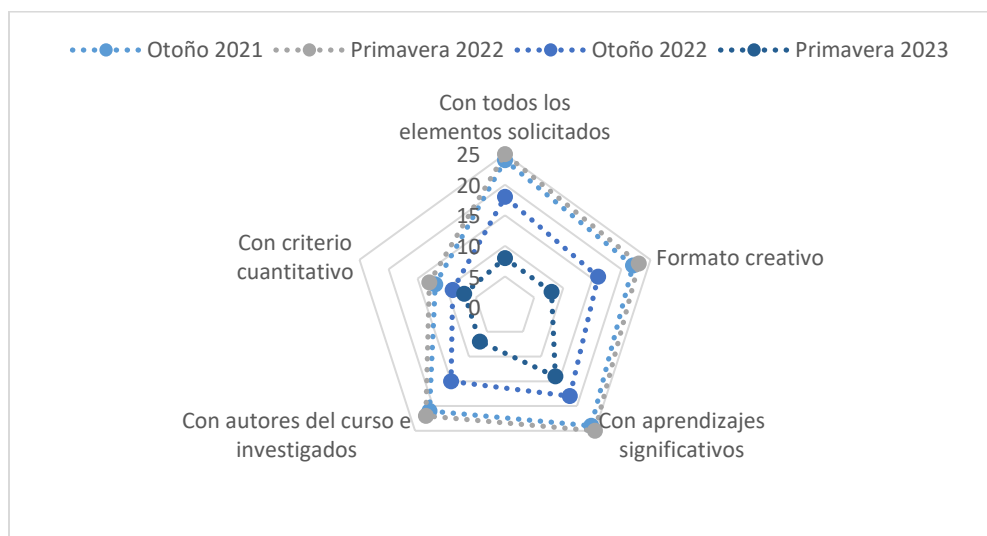 Otoño 2021 Primavera 2022 Otoño 2022 Primavera 2023
Con todos los
elementos solicitados
25
20
15
10
5
0
Formato creativo
Con aprendizajes
significativos
Con autores del curso e
investigados
Con criterio
cuantitativo